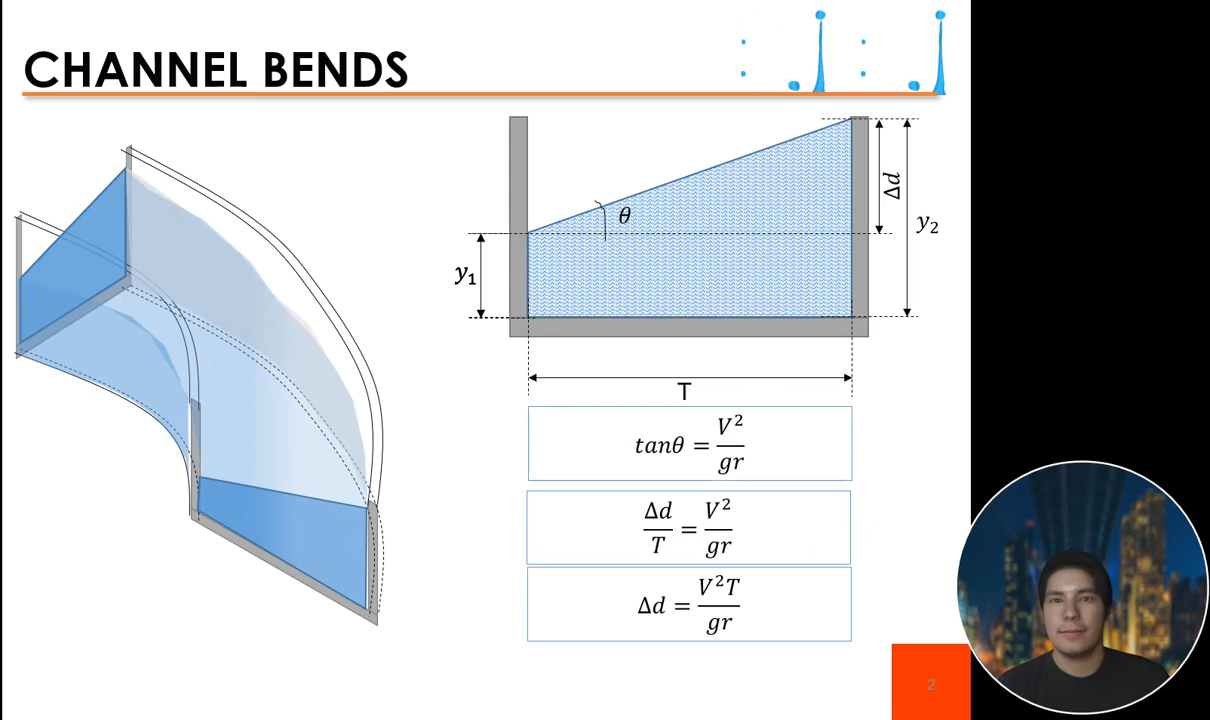 CHANNEL BENDS
θ
Δd
y₂
y₁
T
tanθ = V²/gr
Δd/T = V²/gr
Δd = V²T/gr
2